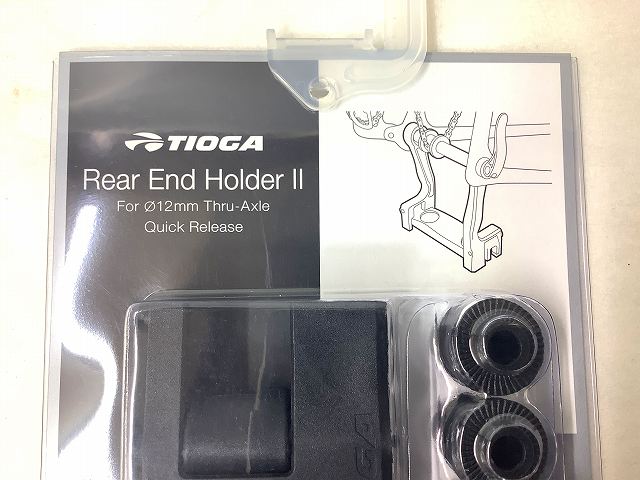 TIOGA
Rear End Holder II
For Ø12mm Thru-Axle
Quick Release